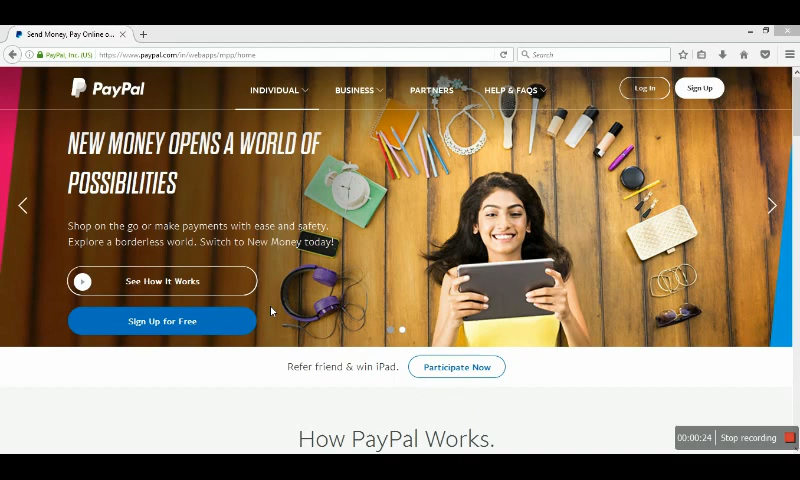 Send Money, Pay Online o...
PayPal, Inc. (US)
https://www.paypal.com/in/webapps/mpp/home
Search
PayPal
INDIVIDUAL
BUSINESS
PARTNERS
HELP & FAQS
Log In
Sign Up
NEW MONEY OPENS A WORLD OF
POSSIBILITIES
Shop on the go or make payments with ease and safety.
Explore a borderless world. Switch to New Money today!
See How It Works
Sign Up for Free
Refer friend & win iPad.
Participate Now
How PayPal Works.
00:00:24
Stop recording